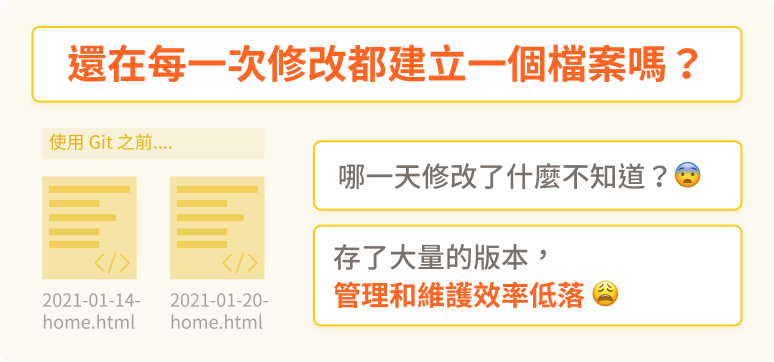 還在每一次修改都建立一個檔案嗎？
使用 Git 之前....
</>
</>
2021-01-14-
home.html
2021-01-20-
home.html
哪一天修改了什麼不知道？😨
存了大量的版本，
管理和維護效率低落 😩